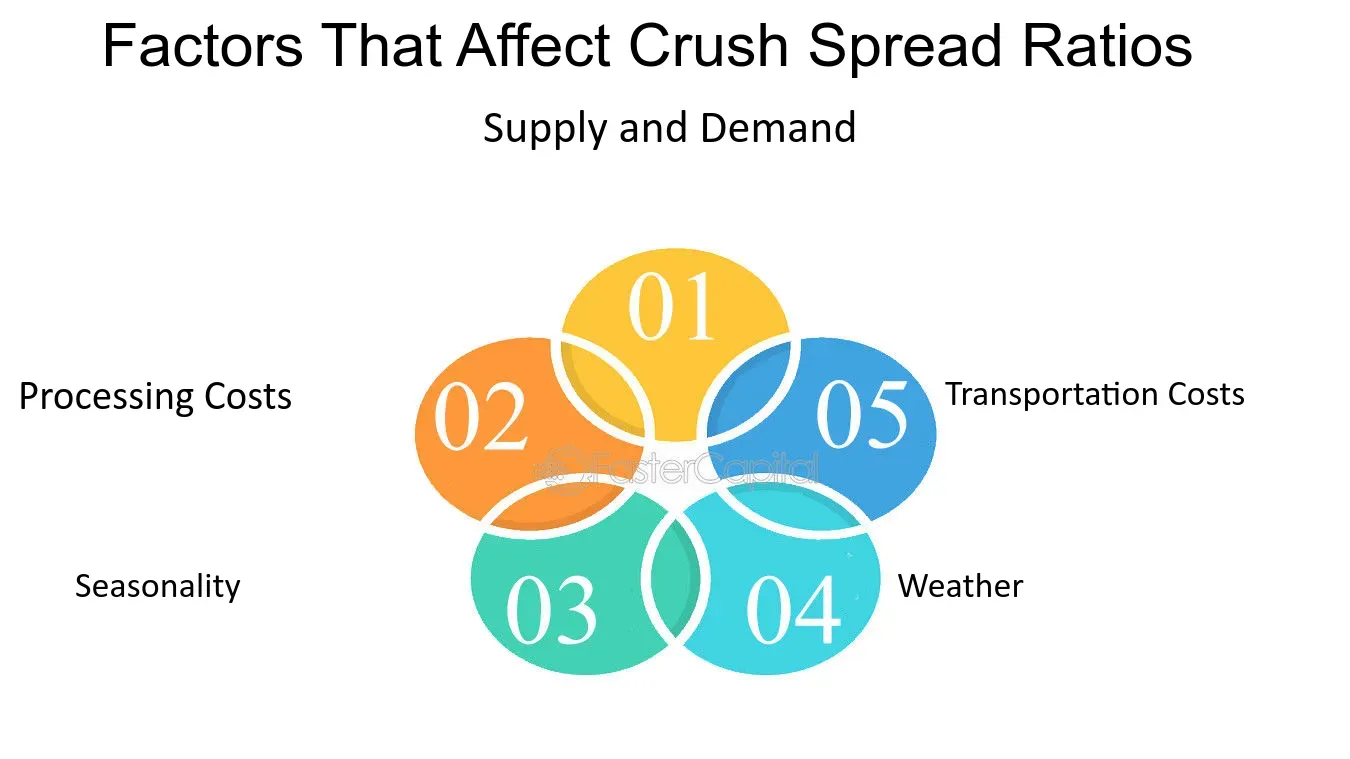 Factors That Affect Crush Spread Ratios
Supply and Demand
01
02
Processing Costs
05
Transportation Costs
FasterCapital
03
Seasonality
04
Weather